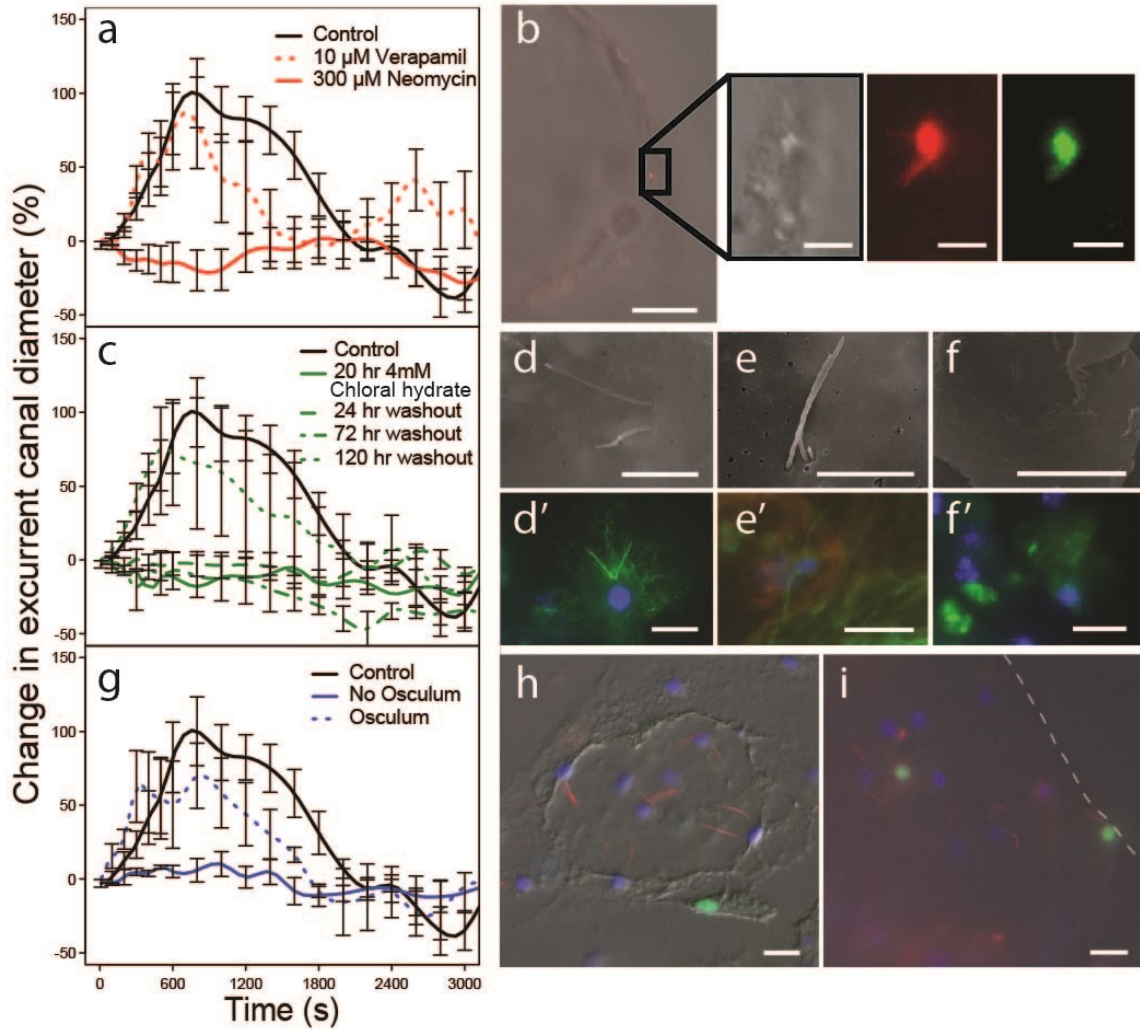 Change in excurrent canal diameter (%)
a
150
100
50
0
-50
Control
10 µM Verapamil
300 µM Neomycin
b
c
150
100
50
0
-50
Control
20 hr 4mM
Chloral hydrate
24 hr washout
72 hr washout
120 hr washout
d
e
f
d'
e'
f'
g
150
100
50
0
-50
Control
No Osculum
Osculum
0
600
1200
1800
2400
3000
Time (s)
h
i